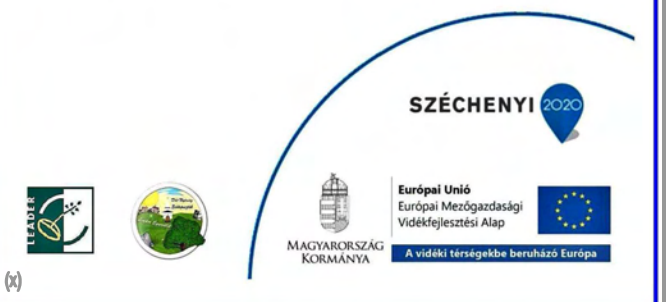 SZÉCHENYI 2020
LEADER
MAGYARORSZÁG
KORMÁNYA
Európai Unió
Európai Mezőgazdasági
Vidékfejlesztési Alap
A vidéki térségekbe beruházó Európa
(x)